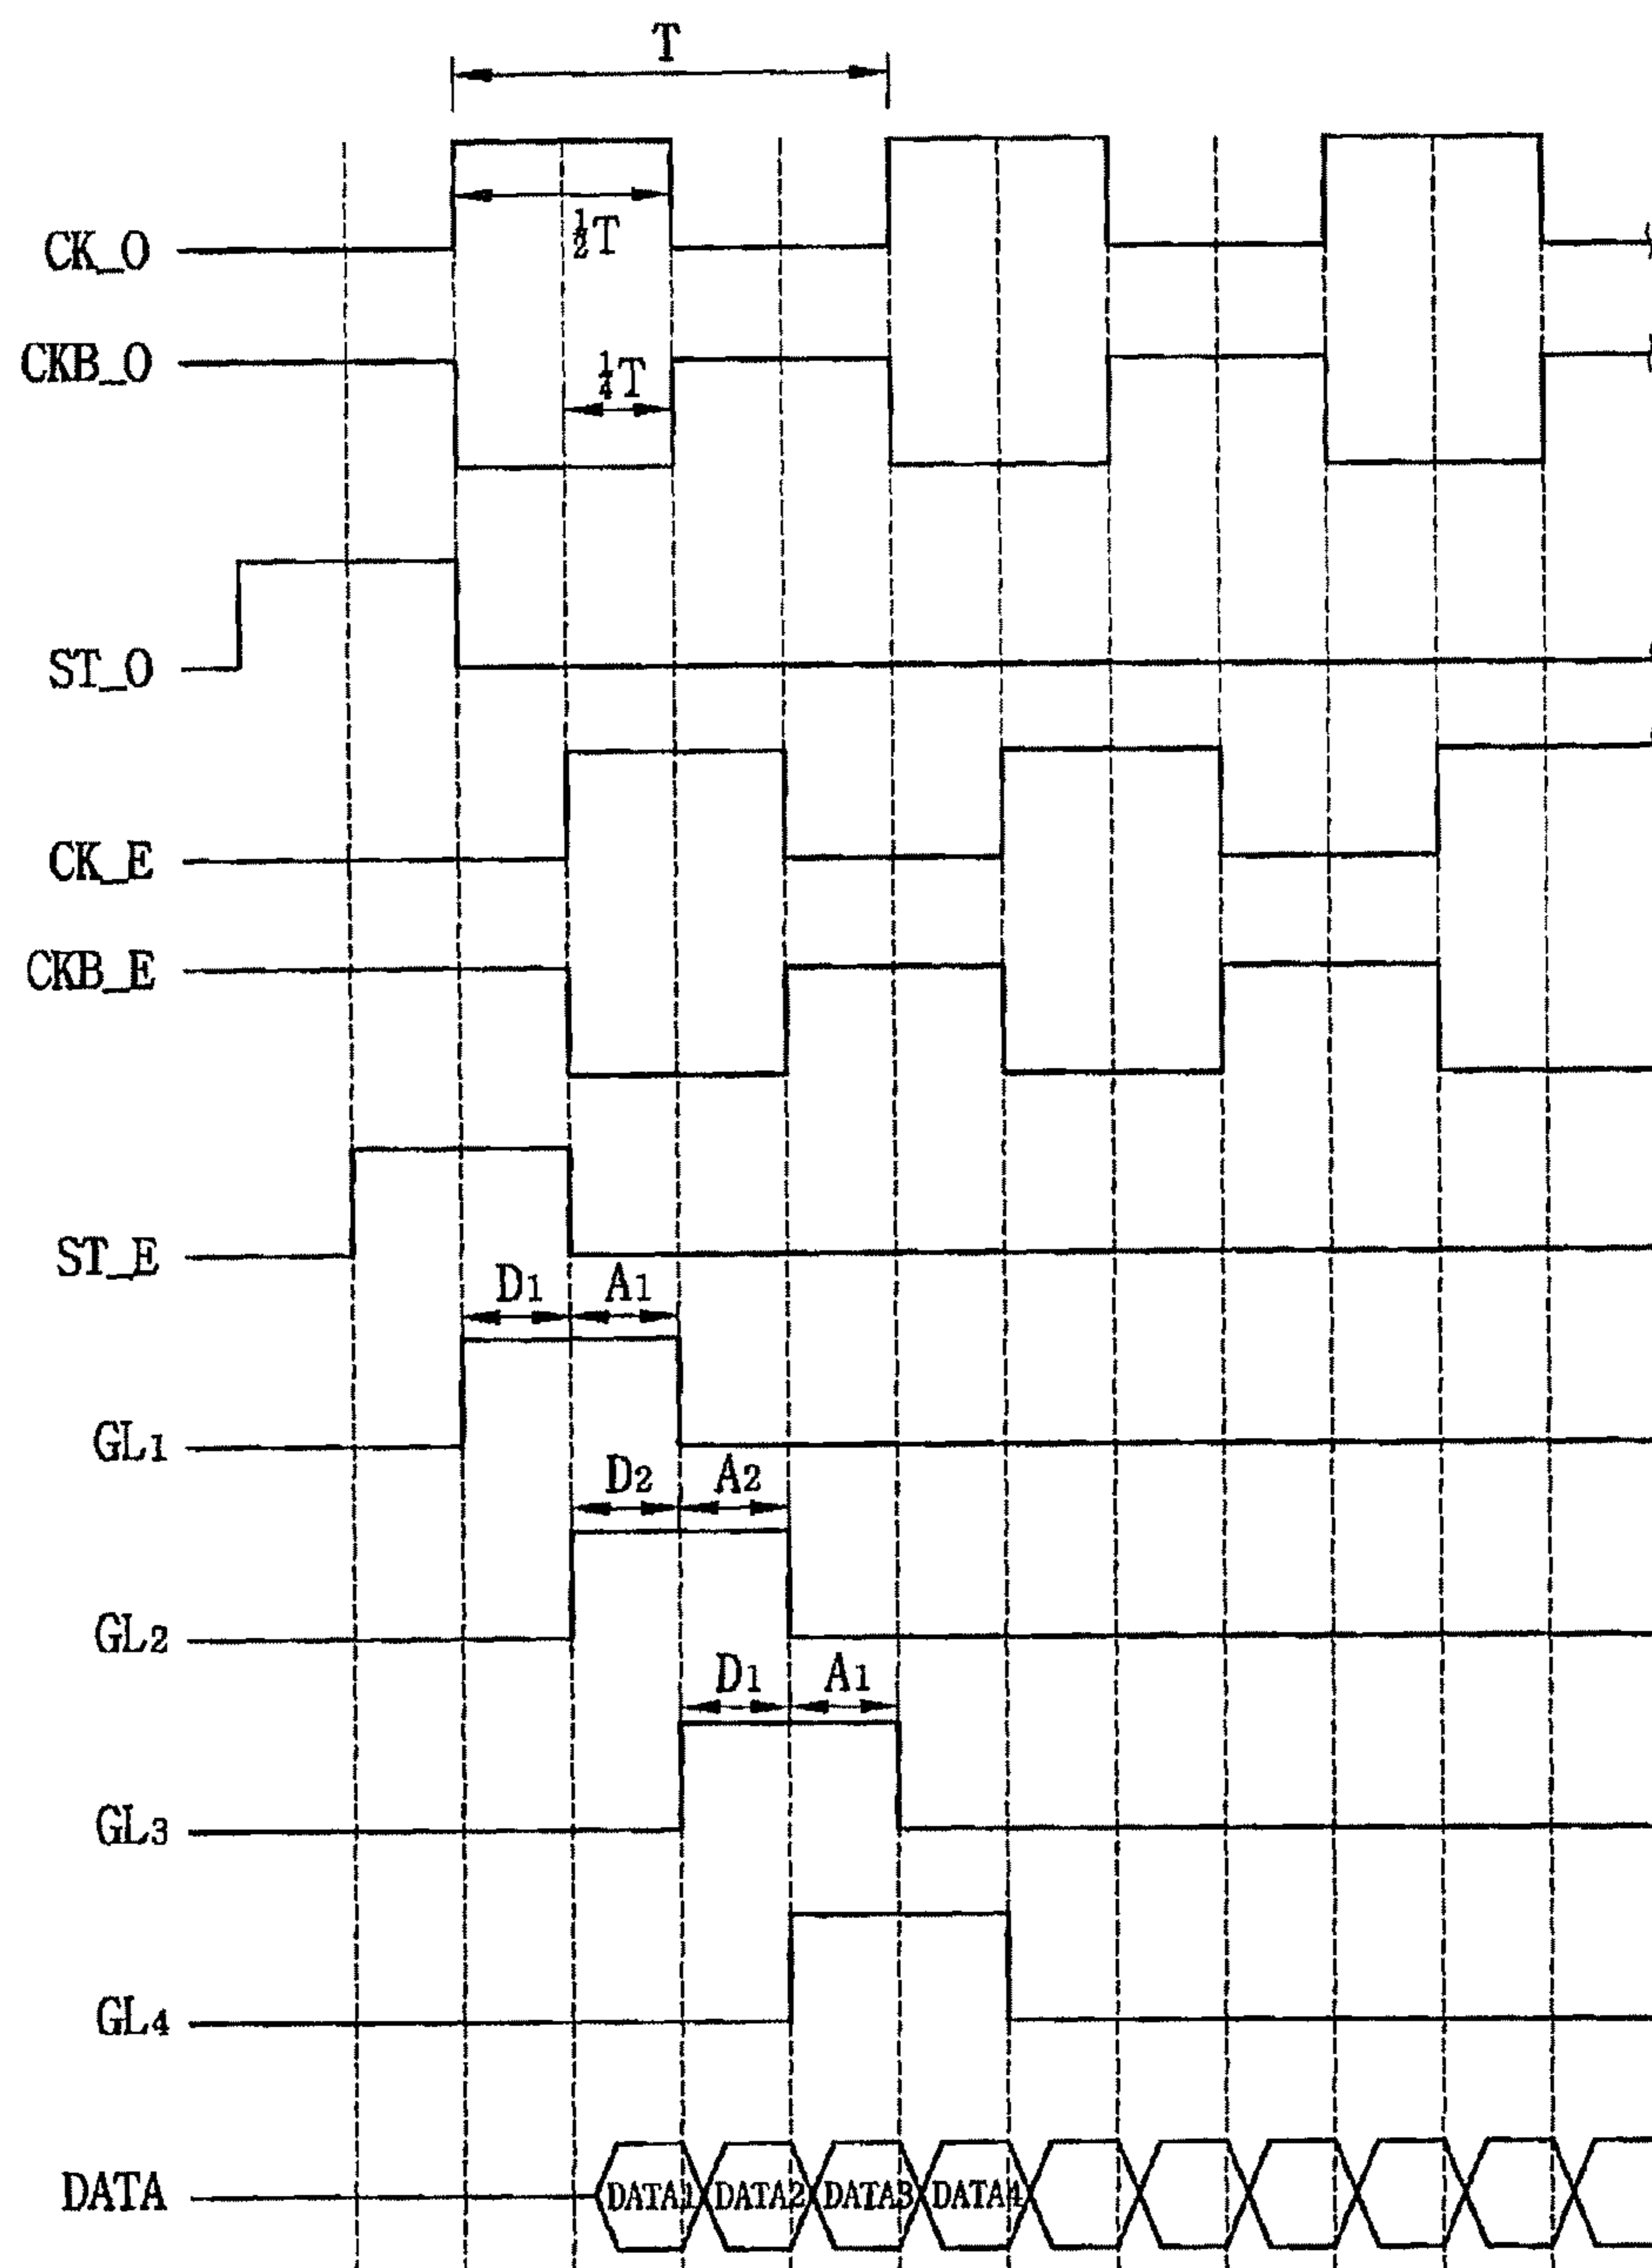 T
½T
CK_O
CKB_O
¼T
ST_O
CK_E
CKB_E
ST_E
D1 A1
GL1
D2 A2
GL2
D1 A1
GL3
GL4
DATA DATA1 DATA2 DATA3 DATA4